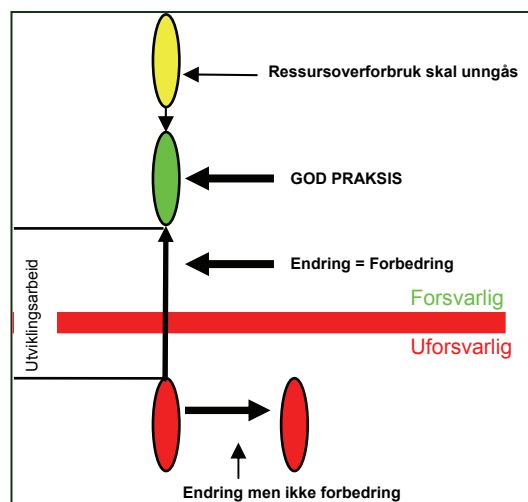 Ressursoverforbruk skal unngås
GOD PRAKSIS
Endring = Forbedring
Utviklingsarbeid
Forsvarlig
Uforsvarlig
Endring men ikke forbedring